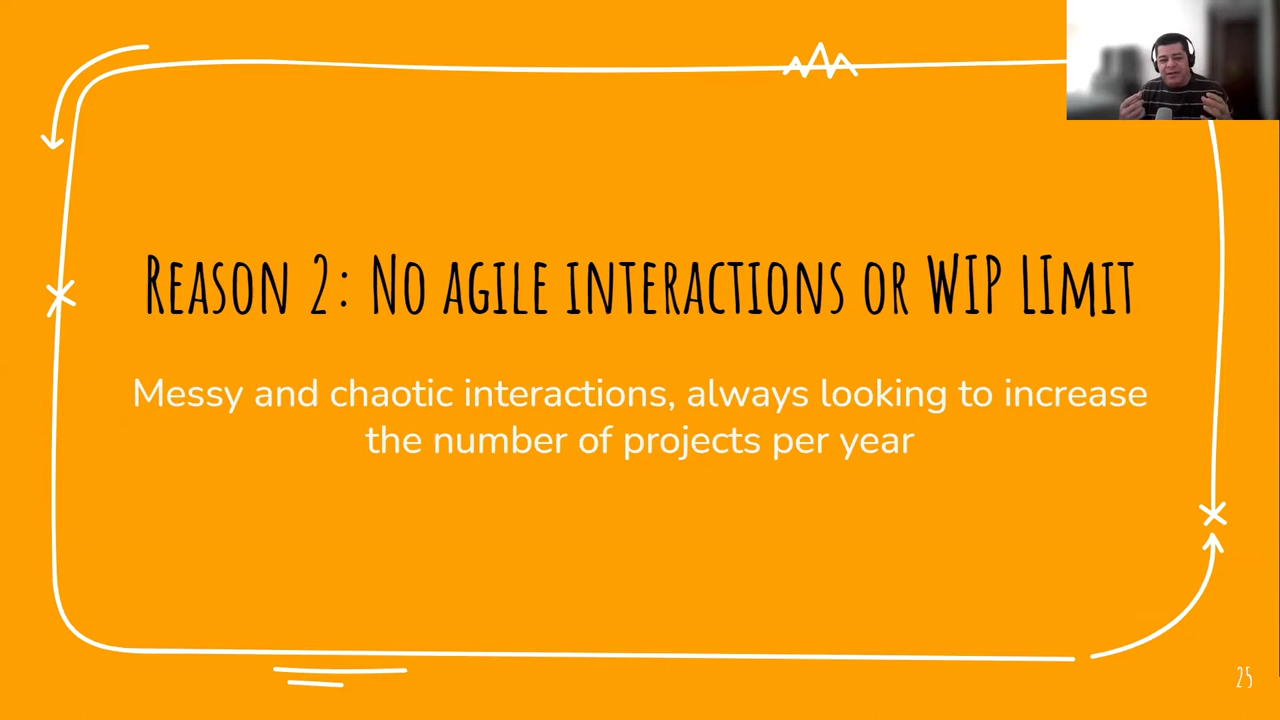 Reason 2: No agile interactions or WIP LImit
Messy and chaotic interactions, always looking to increase
the number of projects per year
25